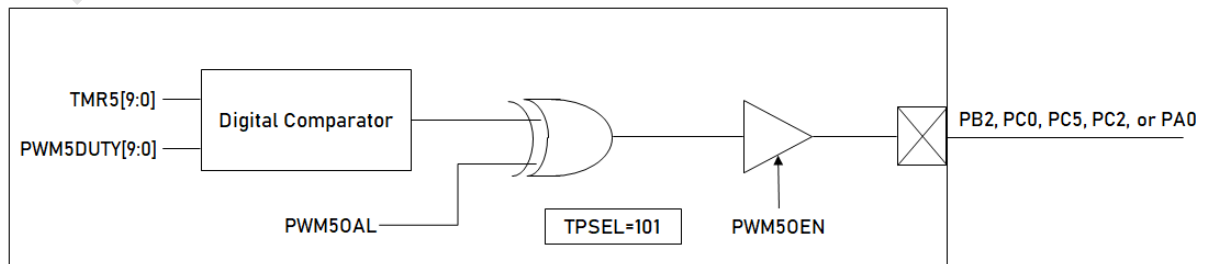 TMR5[9:0]
PWM5DUTY[9:0]
Digital Comparator
PWM5OAL
TPSEL=101
PWM5OEN
PB2, PC0, PC5, PC2, or PA0